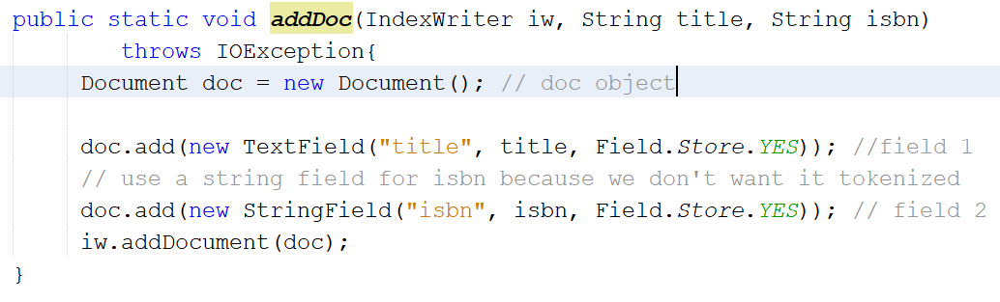 public static void addDoc(IndexWriter iw, String title, String isbn)
throws IOException{
Document doc = new Document(); // doc object
doc.add(new TextField("title", title, Field.Store.YES)); //field 1
// use a string field for isbn because we don't want it tokenized
doc.add(new StringField("isbn", isbn, Field.Store.YES)); // field 2
iw.addDocument(doc);
}